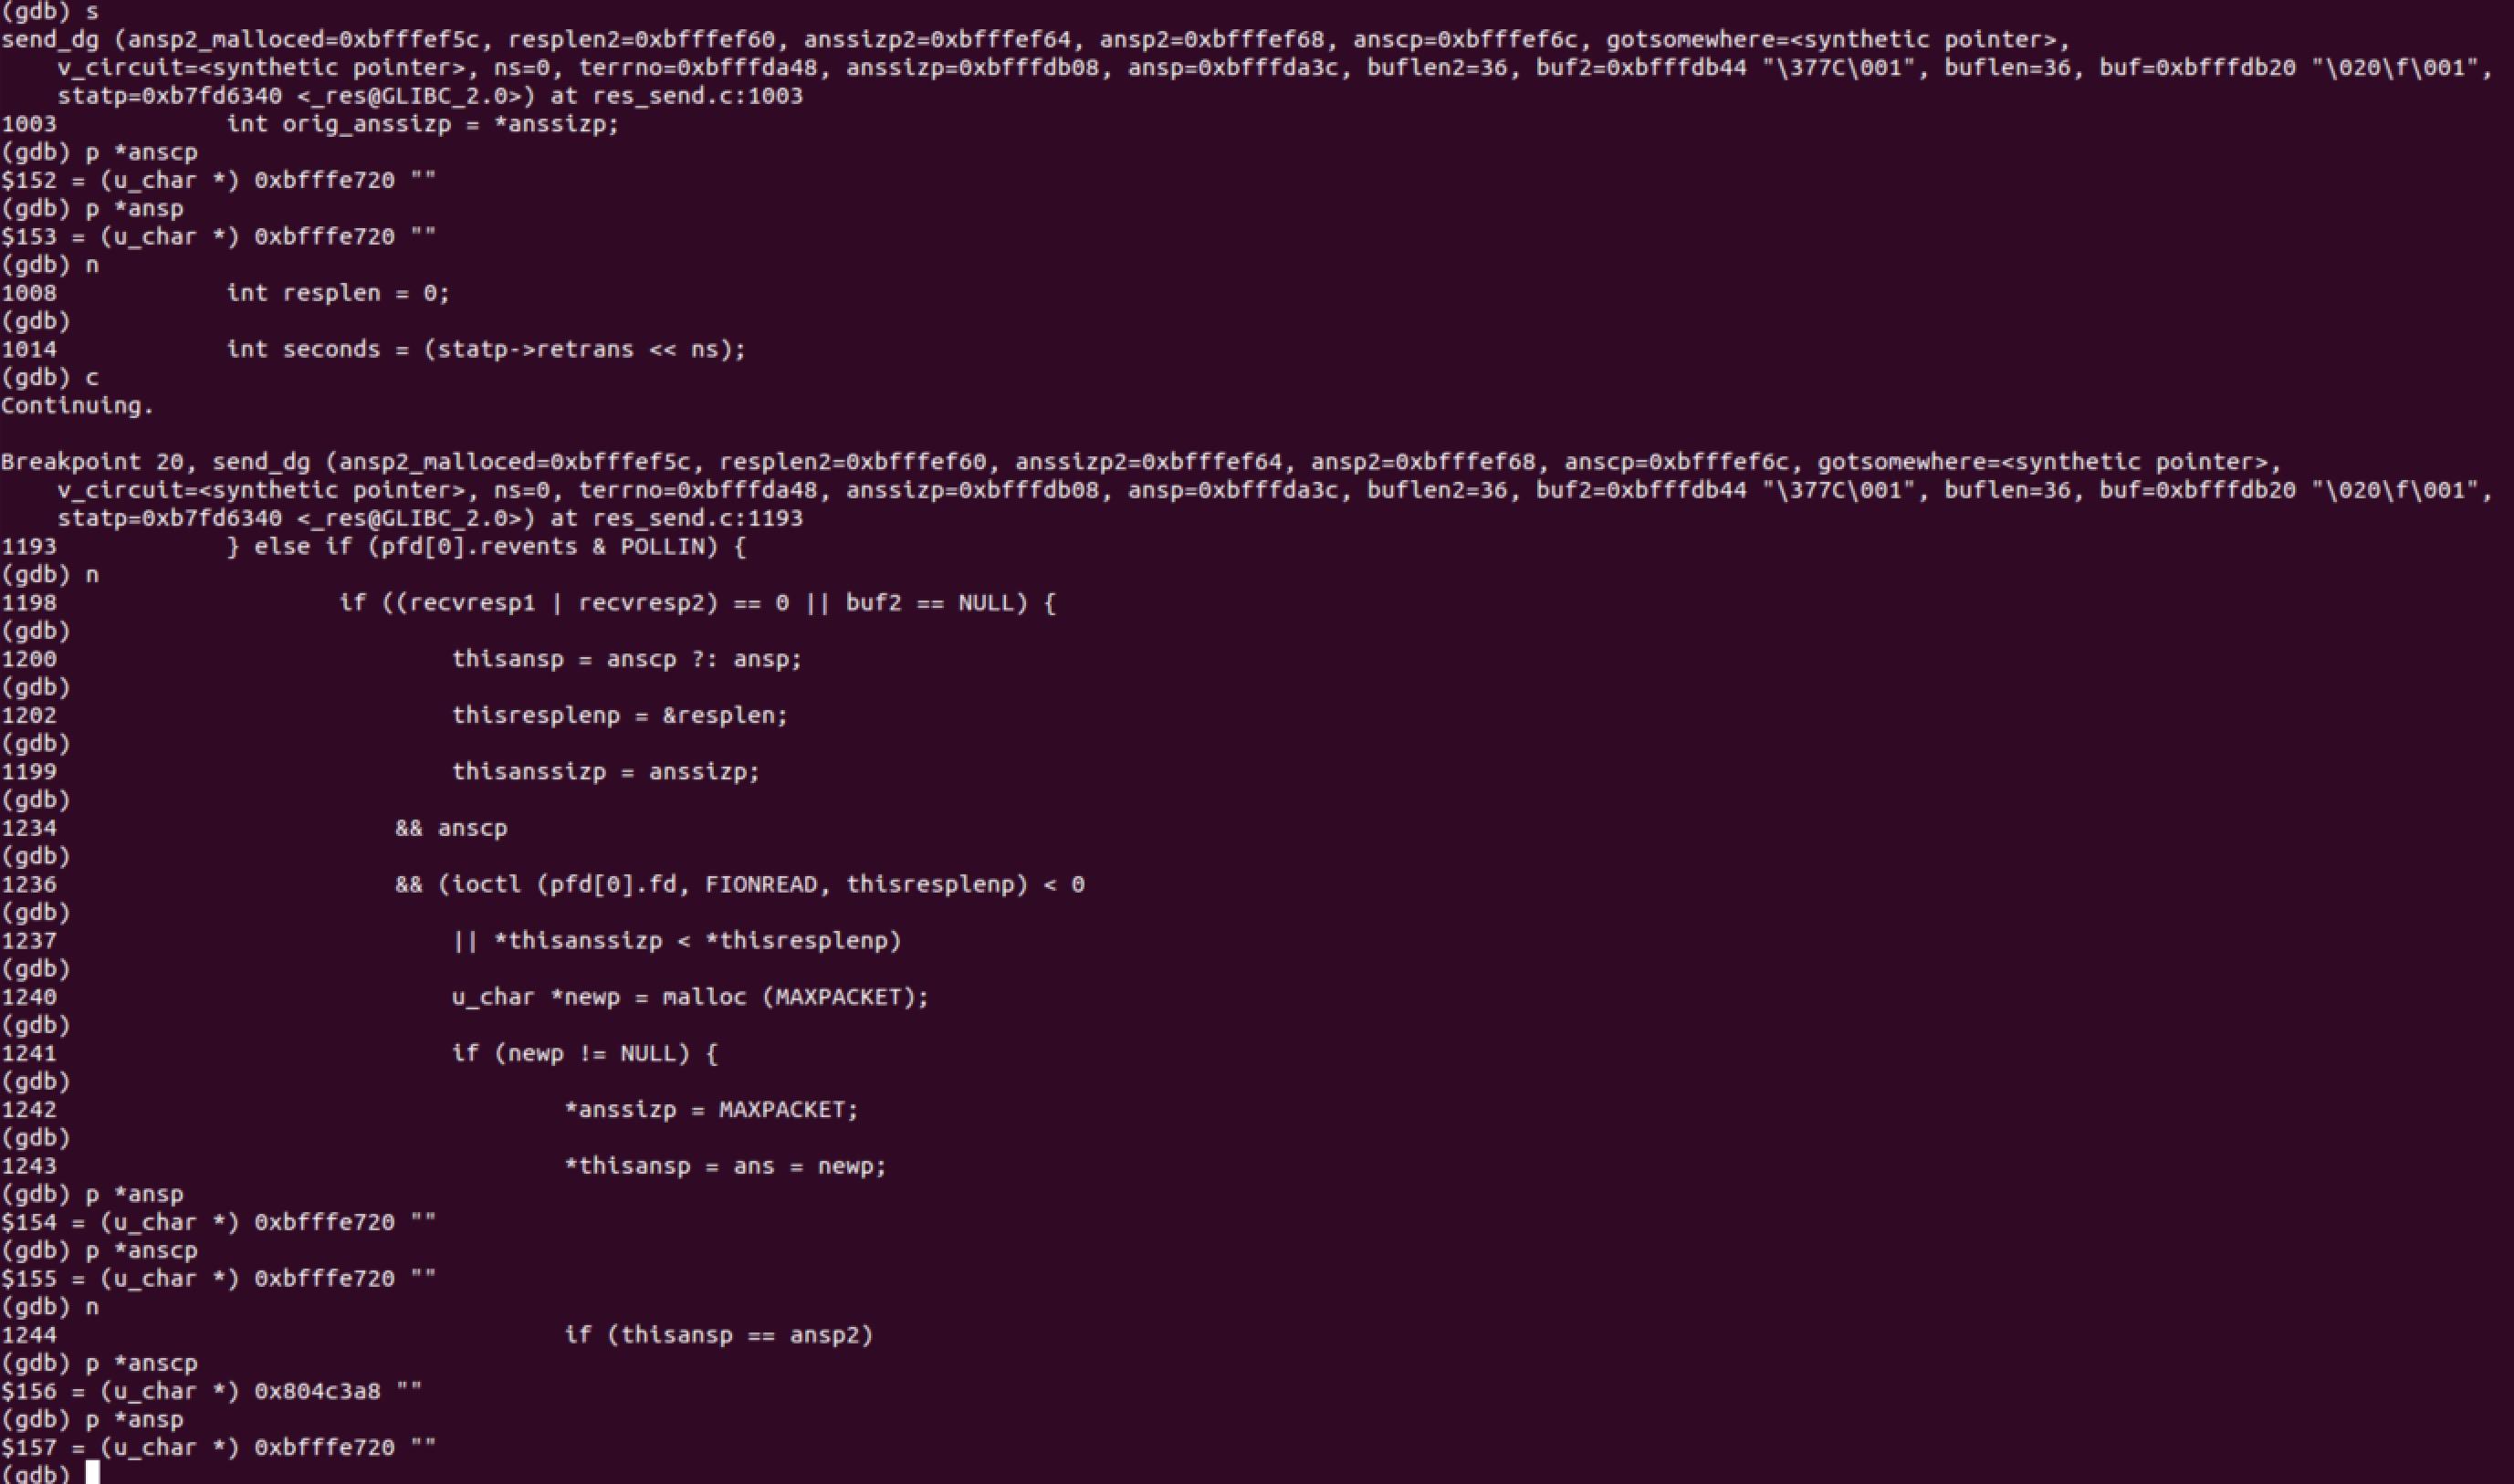 (gdb) s
send_dg (ansp2_malloced=0xbfffef5c, resplen2=0xbfffef60, anssizp2=0xbfffef64, ansp2=0xbfffef68, anscp=0xbfffef6c, gotsomewhere=<synthetic pointer>,
    v_circuit=<synthetic pointer>, ns=0, terrno=0xbfffda48, anssizp=0xbfffdb08, ansp=0xbfffda3c, buflen2=36, buf2=0xbfffdb44 "\377C\001", buflen=36, buf=0xbfffdb20 "\020\f\001",
    statp=0xb7fd6340 <_res@GLIBC_2.0>) at res_send.c:1003
1003            int orig_anssizp = *anssizp;
(gdb) p *anscp
$152 = (u_char *) 0xbfffe720 ""
(gdb) p *ansp
$153 = (u_char *) 0xbfffe720 ""
(gdb) n
1008            int resplen = 0;
(gdb)
1014            int seconds = (statp->retrans << ns);
(gdb) c
Continuing.

Breakpoint 20, send_dg (ansp2_malloced=0xbfffef5c, resplen2=0xbfffef60, anssizp2=0xbfffef64, ansp2=0xbfffef68, anscp=0xbfffef6c, gotsomewhere=<synthetic pointer>,
    v_circuit=<synthetic pointer>, ns=0, terrno=0xbfffda48, anssizp=0xbfffdb08, ansp=0xbfffda3c, buflen2=36, buf2=0xbfffdb44 "\377C\001", buflen=36, buf=0xbfffdb20 "\020\f\001",
    statp=0xb7fd6340 <_res@GLIBC_2.0>) at res_send.c:1193
1193            } else if (pfd[0].revents & POLLIN) {
(gdb) n
1198                    if ((recvresp1 | recvresp2) == 0 || buf2 == NULL) {
(gdb)
1200                            thisansp = anscp ?: ansp;
(gdb)
1202                            thisresplenp = &resplen;
(gdb)
1199                            thisanssizp = anssizp;
(gdb)
1234                        && anscp
(gdb)
1236                        && (ioctl (pfd[0].fd, FIONREAD, thisresplenp) < 0
(gdb)
1237                            || *thisanssizp < *thisresplenp)
(gdb)
1240                            u_char *newp = malloc (MAXPACKET);
(gdb)
1241                            if (newp != NULL) {
(gdb)
1242                                    *anssizp = MAXPACKET;
(gdb)
1243                                    *thisansp = ans = newp;
(gdb) p *ansp
$154 = (u_char *) 0xbfffe720 ""
(gdb) p *anscp
$155 = (u_char *) 0xbfffe720 ""
(gdb) n
1244                                    if (thisansp == ansp2)
(gdb) p *anscp
$156 = (u_char *) 0x804c3a8 ""
(gdb) p *ansp
$157 = (u_char *) 0xbfffe720 ""
(gdb)